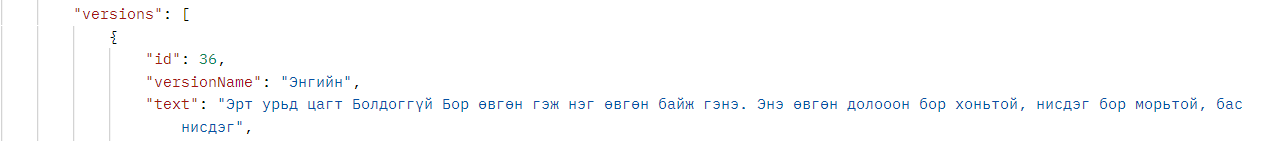 "versions": [
{
"id": 36,
"versionName": "Энгийн",
"text": "Эрт урьд цагт Болдоггүй Бор өвгөн гэж нэг өвгөн байж гэнэ. Энэ өвгөн долооон бор хоньтой, нисдэг бор морьтой, бас
нисдэг",